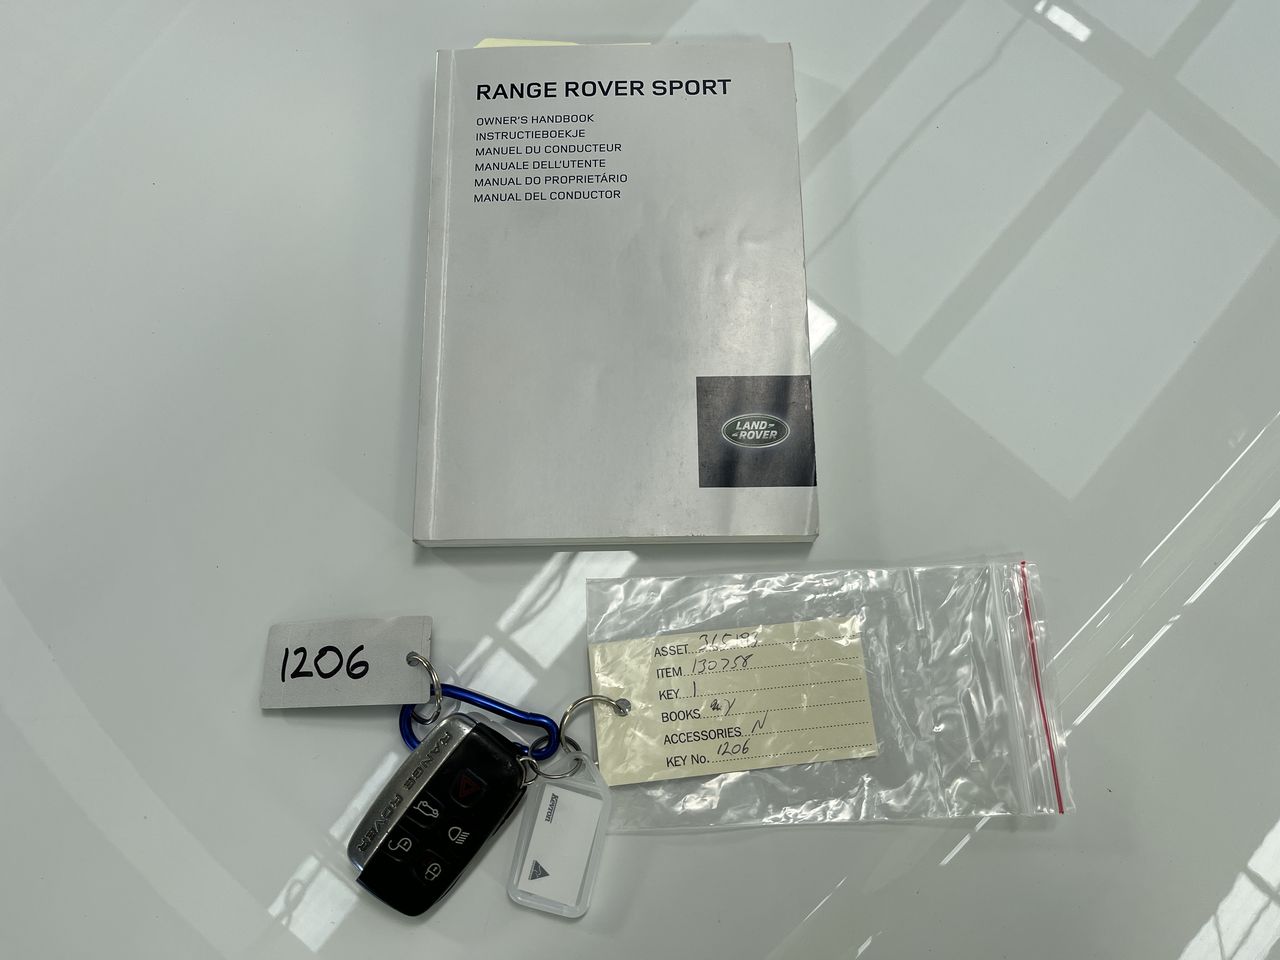 RANGE ROVER SPORT
OWNER'S HANDBOOK
INSTRUCTIEBOEKJE
MANUEL DU CONDUCTEUR
MANUALE DELL'UTENTE
MANUAL DO PROPRIETÁRIO
MANUAL DEL CONDUCTOR
LAND
ROVER
1206
ASSET
ITEM 130758
KEY 1
BOOKS Y
ACCESSORIES N
KEY No. 1206
RANGE ROVER
Kevron